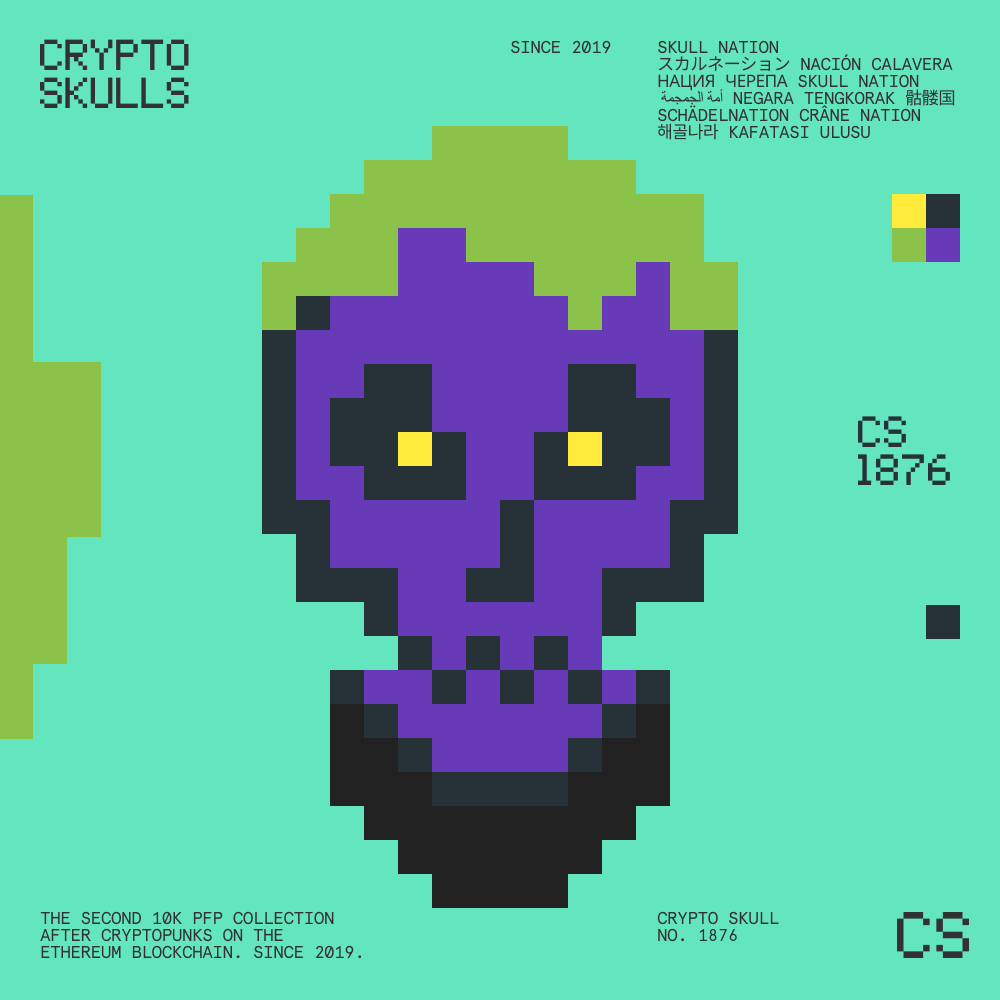 CRYPTO
SKULLS
SINCE 2019
SKULL NATION
スカルネーション NACIÓN CALAVERA
НАЦИЯ ЧЕРЕПА SKULL NATION
أمة الجمجمة NEGARA TENGKORAK 骷髅国
SCHÄDELNATION CRÂNE NATION
해골나라 KAFATASI ULUSU
CS
1876
THE SECOND 10K PFP COLLECTION
AFTER CRYPTOPUNKS ON THE
ETHEREUM BLOCKCHAIN. SINCE 2019.
CRYPTO SKULL
NO. 1876
CS